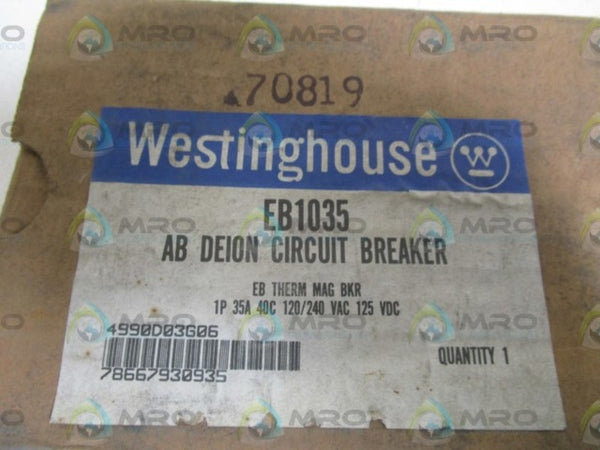 70819
Westinghouse W
EB1035
AB DEION CIRCUIT BREAKER
EB THERM MAG BKR
1P 35A 40C 120/240 VAC 125 VDC
4990D03G06
QUANTITY 1
78667930935
MRO